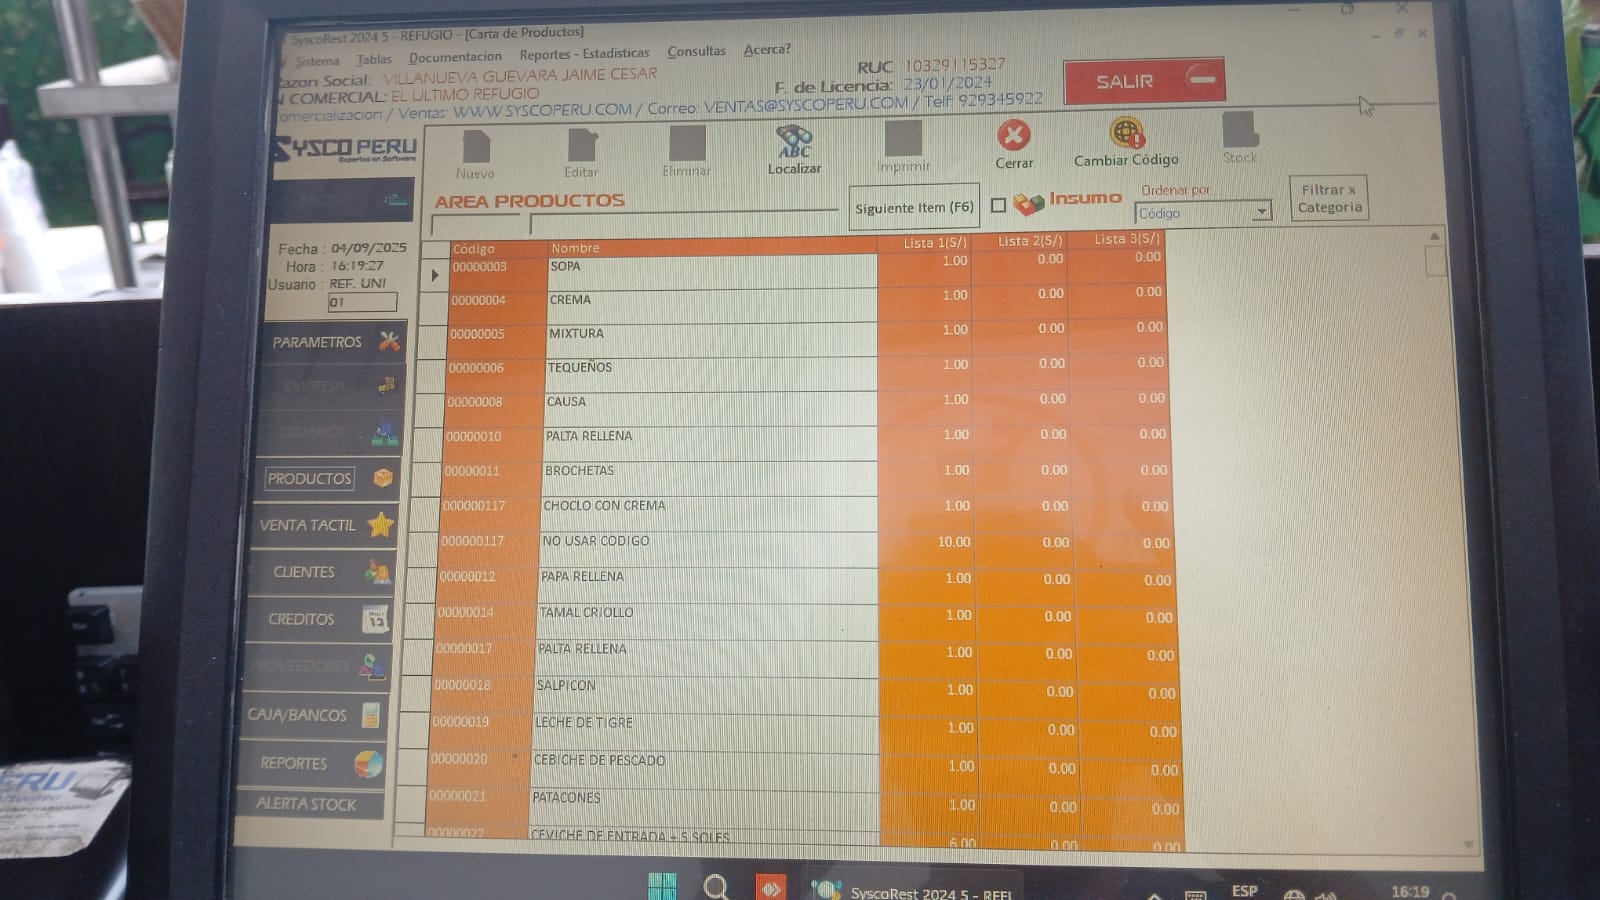 SyscoRest 2024 5 - REFUGIO - [Carta de Productos]
Sistema Tablas Documentacion Reportes - Estadisticas Consultas Acerca?
azon Social: VILLANUEVA GUEVARA JAIME CESAR
RUC 10329115327
COMERCIAL: EL ULTIMO REFUGIO
F. de Licencia: 23/01/2024
omercializacion / Ventas: WWW.SYSCOPERU.COM / Correo: VENTAS@SYSCOPERU.COM / Telf: 929345922
SALIR
SYSCO PERU
Expertos en Software
Nuevo Editar Eliminar Localizar Imprimir Cerrar Cambiar Código Stock
ABC
AREA PRODUCTOS
Siguiente Item (F6)
Insumo
Ordenar por
Código
Filtrar x Categoria
Fecha : 04/09/2025
Hora : 16:19:27
Usuario : REF. UNI
01
PARAMETROS
EMPRESA
USUARIOS
PRODUCTOS
VENTA TACTIL
CLIENTES
CREDITOS
12
PROVEEDORES
CAJA/BANCOS
REPORTES
ALERTA STOCK
Código Nombre Lista 1(S/) Lista 2(S/) Lista 3(S/)
00000003 SOPA 1.00 0.00 0.00
00000004 CREMA 1.00 0.00 0.00
00000005 MIXTURA 1.00 0.00 0.00
00000006 TEQUEÑOS 1.00 0.00 0.00
00000008 CAUSA 1.00 0.00 0.00
00000010 PALTA RELLENA 1.00 0.00 0.00
00000011 BROCHETAS 1.00 0.00 0.00
000000117 CHOCLO CON CREMA 1.00 0.00 0.00
000000117 NO USAR CODIGO 10.00 0.00 0.00
00000012 PAPA RELLENA 1.00 0.00 0.00
00000014 TAMAL CRIOLLO 1.00 0.00 0.00
00000017 PALTA RELLENA 1.00 0.00 0.00
00000018 SALPICON 1.00 0.00 0.00
00000019 LECHE DE TIGRE 1.00 0.00 0.00
00000020 CEBICHE DE PESCADO 1.00 0.00 0.00
00000021 PATACONES 1.00 0.00 0.00
00000022 CEVICHE DE ENTRADA + 5 SOLES 6.00 0.00 0.00
ERU
SyscoRest 2024 5 - REFU
ESP
16:19